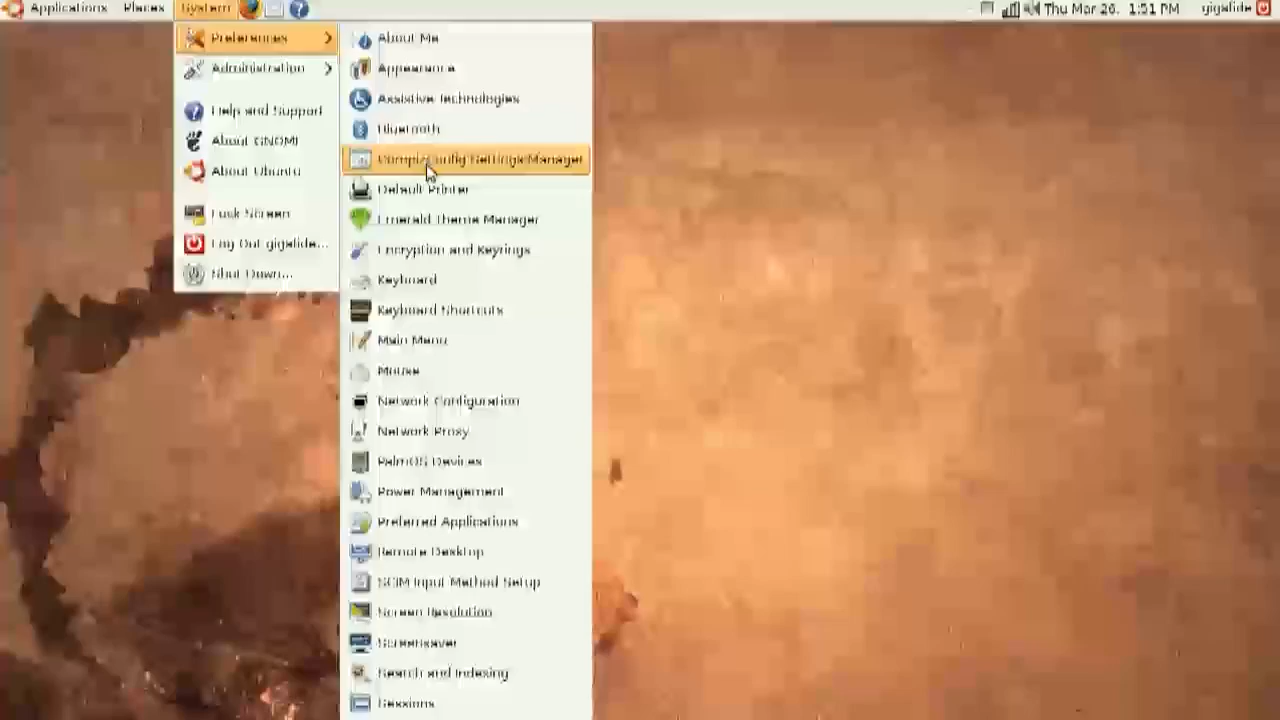 Applications Places System
Thu Mar 26, 1:51 PM gigalide
Preferences
Administration
Help and Support
About GNOME
About Ubuntu
Lock Screen
Log Out gigalide...
Shut Down...
About Me
Appearance
Assistive Technologies
Bluetooth
CompizConfig Settings Manager
Default Printer
Emerald Theme Manager
Encryption and Keyrings
Keyboard
Keyboard Shortcuts
Main Menu
Mouse
Network Configuration
Network Proxy
PalmOS Devices
Power Management
Preferred Applications
Remote Desktop
SCIM Input Method Setup
Screen Resolution
Screensaver
Search and Indexing
Sessions